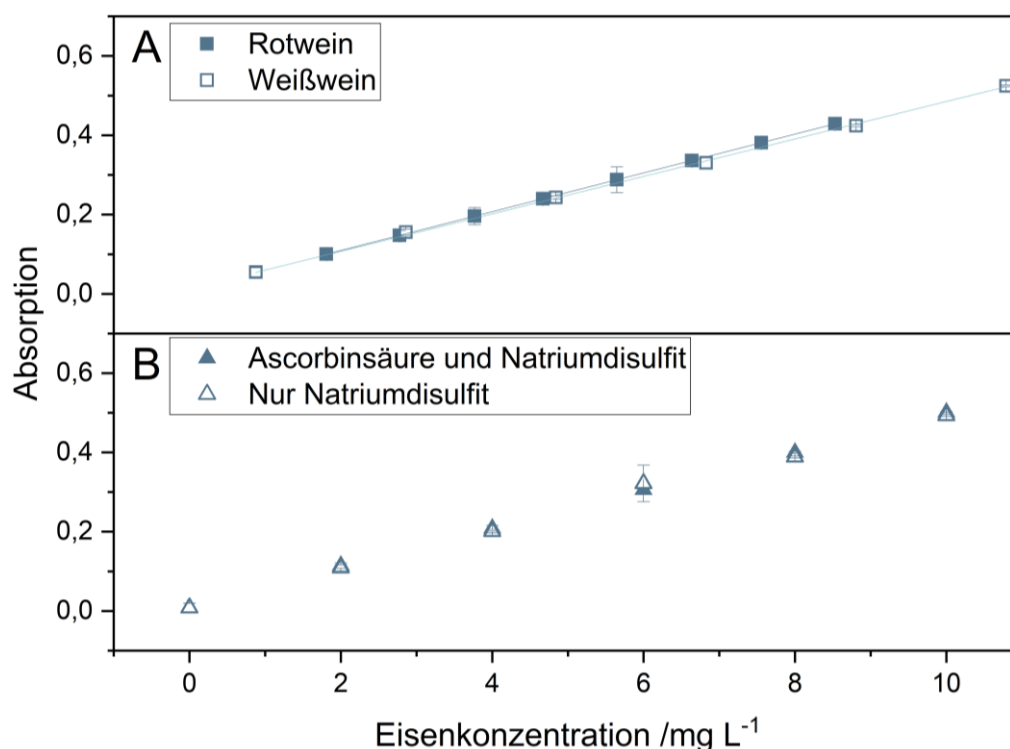 A
Rotwein
Weißwein
0,6
0,4
0,2
0,0
B
Ascorbinsäure und Natriumdisulfit
Nur Natriumdisulfit
0,6
0,4
0,2
0,0
Absorption
0 2 4 6 8 10
Eisenkonzentration /mg L⁻¹